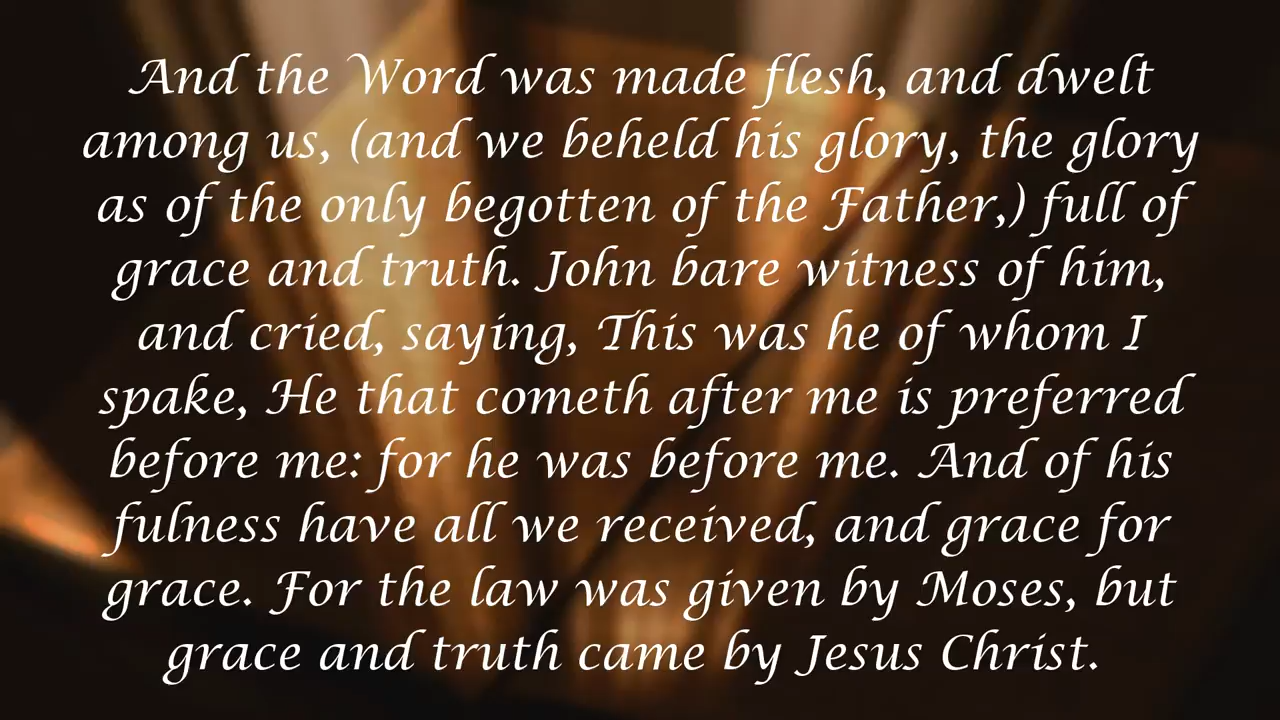 And the Word was made flesh, and dwelt
among us, (and we beheld his glory, the glory
as of the only begotten of the Father,) full of
grace and truth. John bare witness of him,
and cried, saying, This was he of whom I
spake, He that cometh after me is preferred
before me: for he was before me. And of his
fulness have all we received, and grace for
grace. For the law was given by Moses, but
grace and truth came by Jesus Christ.